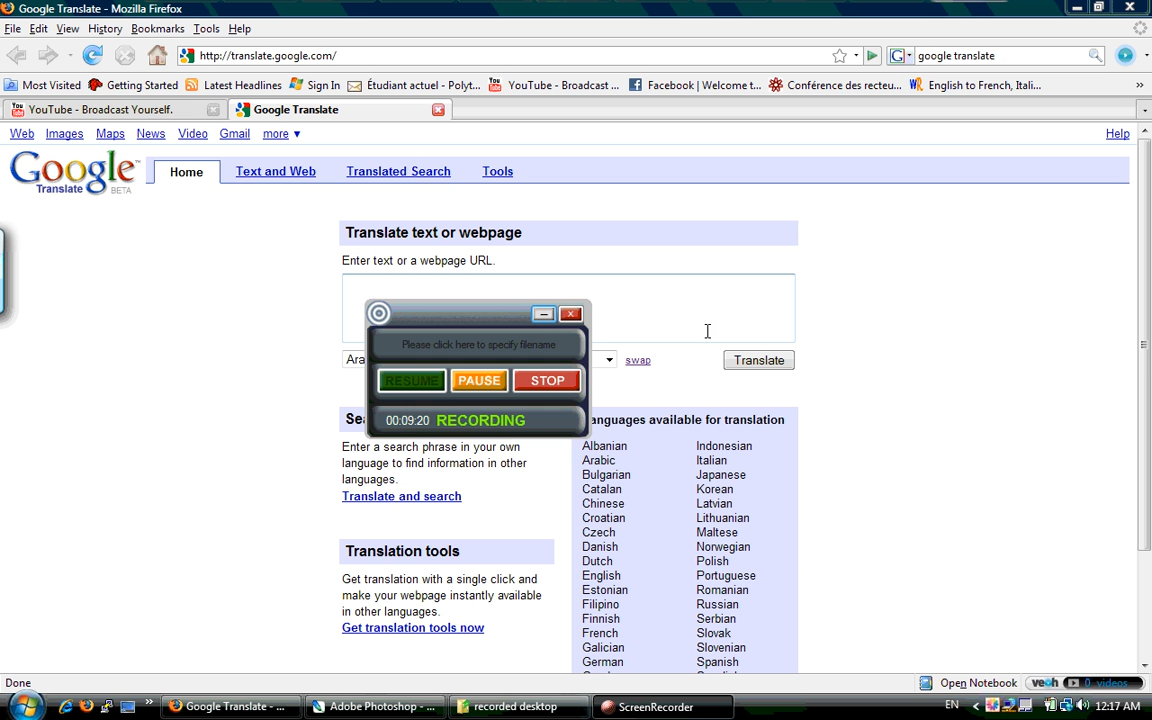 Google Translate - Mozilla Firefox
File Edit View History Bookmarks Tools Help
http://translate.google.com/ google translate
Most Visited Getting Started Latest Headlines Sign In Étudiant actuel - Polyt... YouTube - Broadcast ... Facebook | Welcome t... Conférence des recteu... English to French, Itali... »
YouTube - Broadcast Yourself. Google Translate
Web Images Maps News Video Gmail more ▼ Help
Google Translate BETA
Home Text and Web Translated Search Tools
Translate text or webpage
Enter text or a webpage URL.
Please click here to specify filename
Ara swap Translate
RESUME PAUSE STOP
00:09:20 RECORDING
Sea
Enter a search phrase in your own
language to find information in other
languages.
Translate and search
Translation tools
Get translation with a single click and
make your webpage instantly available
in other languages.
Get translation tools now
anguages available for translation
Albanian Indonesian
Arabic Italian
Bulgarian Japanese
Catalan Korean
Chinese Latvian
Croatian Lithuanian
Czech Maltese
Danish Norwegian
Dutch Polish
English Portuguese
Estonian Romanian
Filipino Russian
Finnish Serbian
French Slovak
Galician Slovenian
German Spanish
Done Open Notebook veoh 0 videos
» Google Translate - ... Adobe Photoshop - ... recorded desktop ScreenRecorder EN 12:17 AM